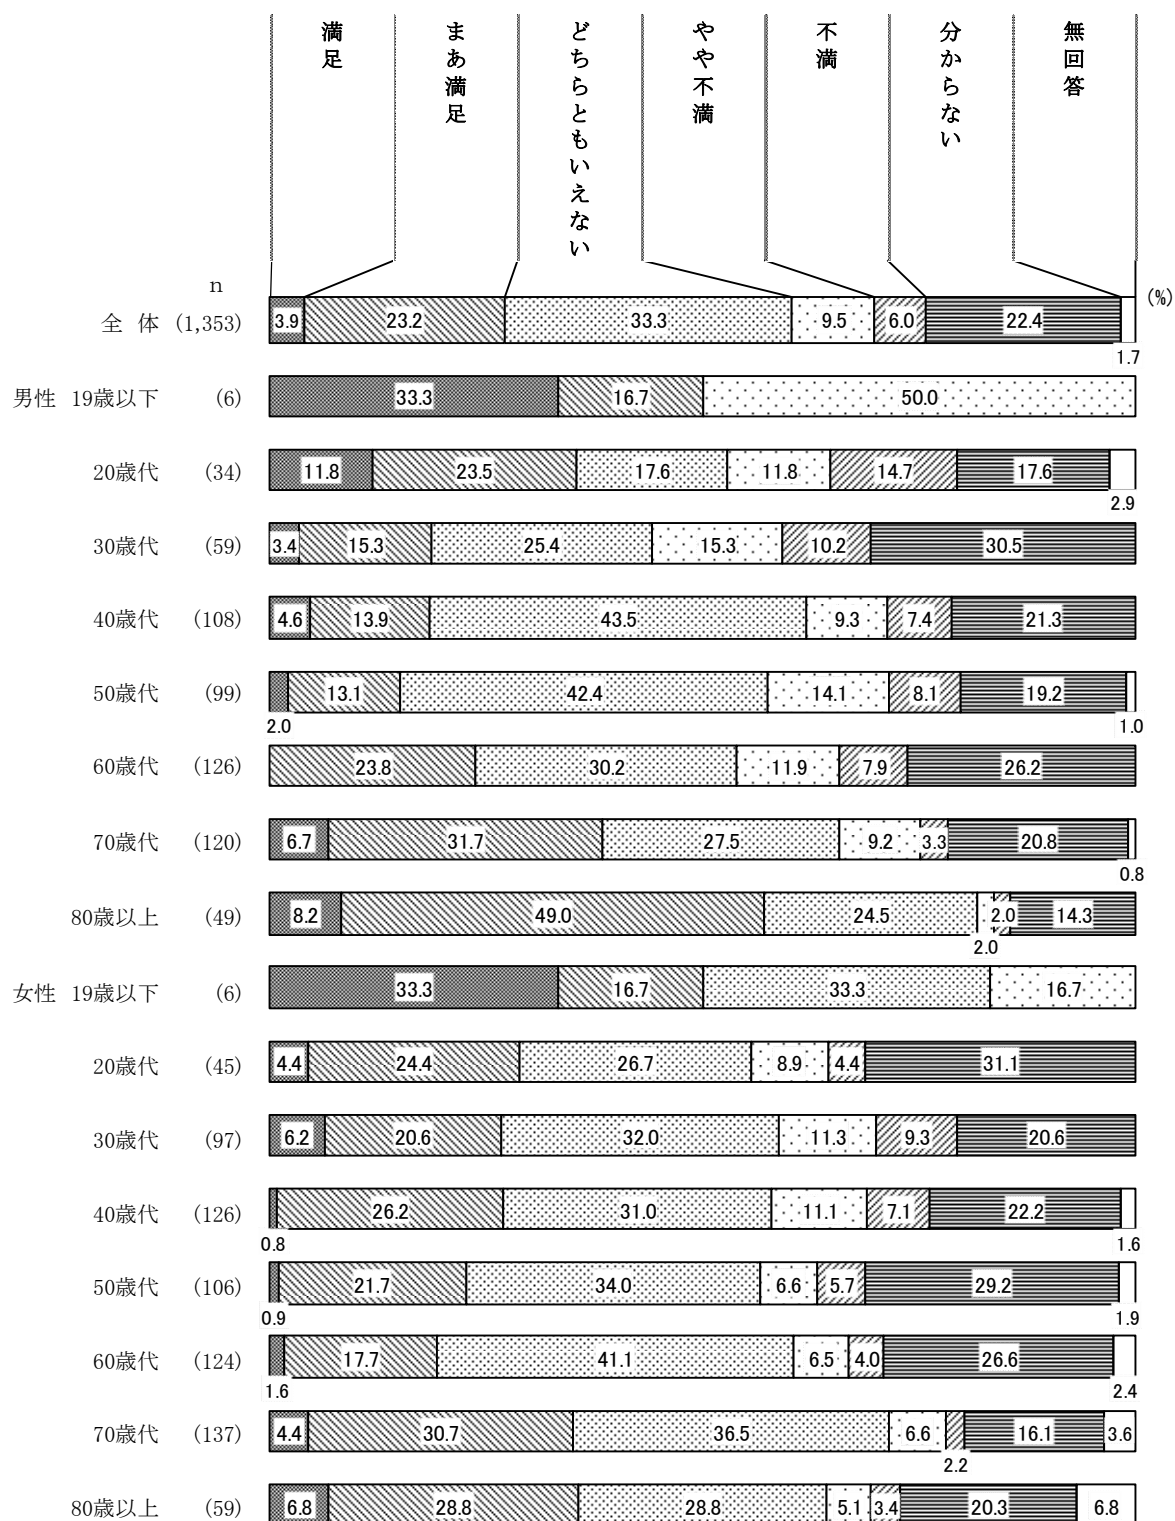 満足
まあ満足
どちらともいえない
やや不満
不満
分からない
無回答
n
(%)
全 体 (1,353) 3.9 23.2 33.3 9.5 6.0 22.4
1.7
男性 19歳以下 (6) 33.3 16.7 50.0
20歳代 (34) 11.8 23.5 17.6 11.8 14.7 17.6
2.9
30歳代 (59) 3.4 15.3 25.4 15.3 10.2 30.5
40歳代 (108) 4.6 13.9 43.5 9.3 7.4 21.3
50歳代 (99) 13.1 42.4 14.1 8.1 19.2
2.0 1.0
60歳代 (126) 23.8 30.2 11.9 7.9 26.2
70歳代 (120) 6.7 31.7 27.5 9.2 3.3 20.8
0.8
80歳以上 (49) 8.2 49.0 24.5 2.0 14.3
2.0
女性 19歳以下 (6) 33.3 16.7 33.3 16.7
20歳代 (45) 4.4 24.4 26.7 8.9 4.4 31.1
30歳代 (97) 6.2 20.6 32.0 11.3 9.3 20.6
40歳代 (126) 26.2 31.0 11.1 7.1 22.2
0.8 1.6
50歳代 (106) 21.7 34.0 6.6 5.7 29.2
0.9 1.9
60歳代 (124) 17.7 41.1 6.5 4.0 26.6
1.6 2.4
70歳代 (137) 4.4 30.7 36.5 6.6 16.1 3.6
2.2
80歳以上 (59) 6.8 28.8 28.8 5.1 3.4 20.3 6.8